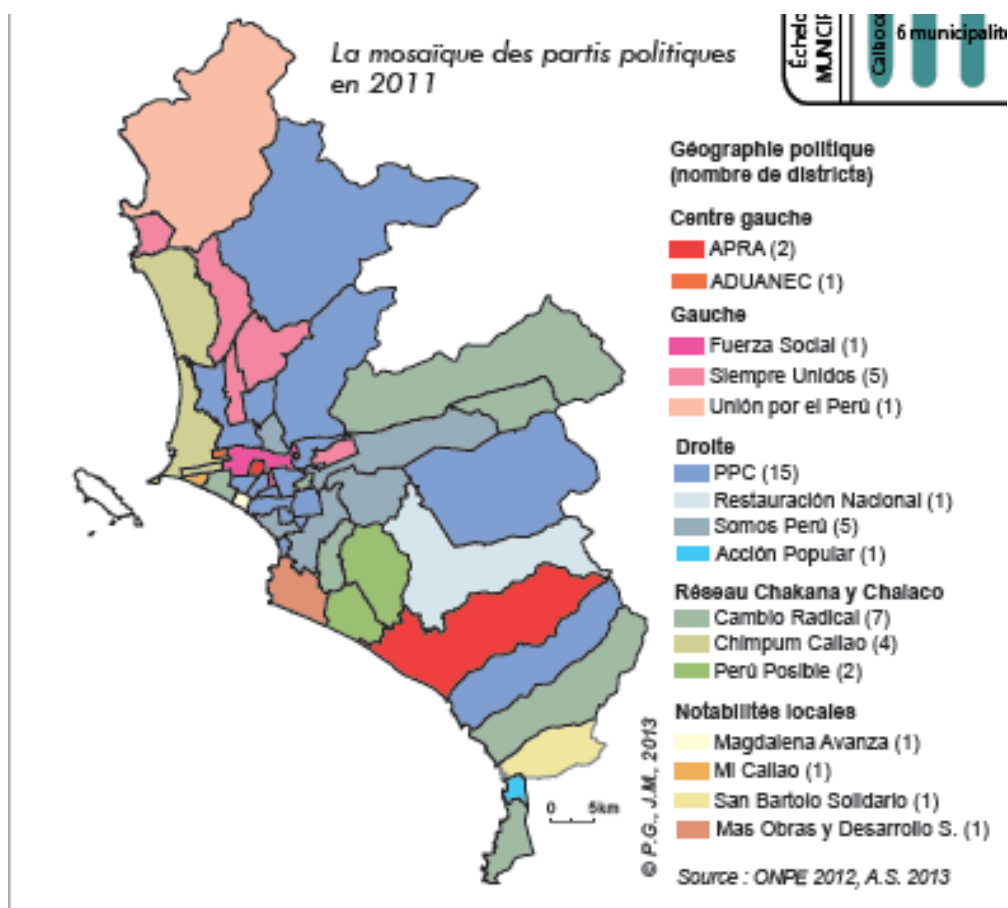 La mosaïque des partis politiques
en 2011
Échelo
MUNCIP
Callaoo
6 municipalité
Géographie politique
(nombre de districts)
Centre gauche
APRA (2)
ADUANEC (1)
Gauche
Fuerza Social (1)
Siempre Unidos (5)
Unión por el Perú (1)
Droite
PPC (15)
Restauración Nacional (1)
Somos Perú (5)
Acción Popular (1)
Réseau Chakana y Chalaco
Cambio Radical (7)
Chimpum Callao (4)
Perú Posible (2)
Notabilités locales
Magdalena Avanza (1)
Mi Callao (1)
San Bartolo Solidario (1)
Mas Obras y Desarrollo S. (1)
0 5km
© P.G., J.M., 2013
Source : ONPE 2012, A.S. 2013